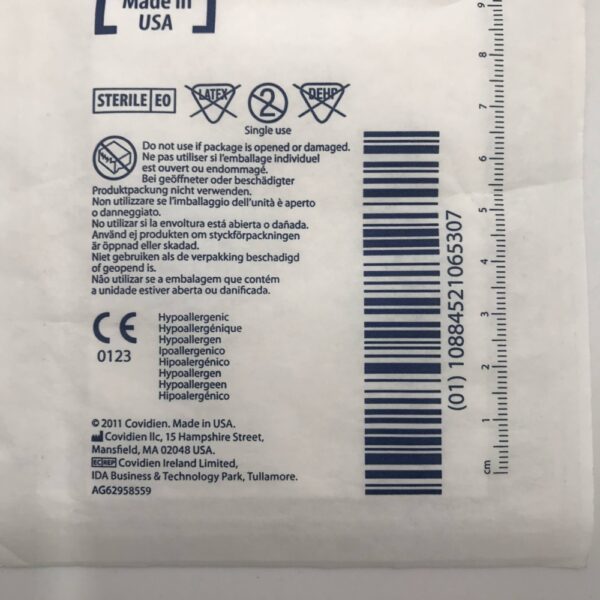 Made in
USA
STERILE EO
LATEX
2
DEHP
Single use
Do not use if package is opened or damaged.
Ne pas utiliser si l'emballage individuel
est ouvert ou endommagé.
Bei geöffneter oder beschädigter
Produktpackung nicht verwenden.
Non utilizzare se l'imballaggio dell'unità è aperto
o danneggiato.
No utilizar si la envoltura está abierta o dañada.
Använd ej produkten om styckförpackningen
är öppnad eller skadad.
Niet gebruiken als de verpakking beschadigd
of geopend is.
Não utilizar se a embalagem que contém
a unidade estiver aberta ou danificada.
CE
0123
Hypoallergenic
Hypoallergénique
Hypoallergen
Ipoallergenico
Hipoalergénico
Hypoallergen
Hypoallergeen
Hipoalergénico
© 2011 Covidien. Made in USA.
Covidien llc, 15 Hampshire Street,
Mansfield, MA 02048 USA.
EC REP Covidien Ireland Limited,
IDA Business & Technology Park, Tullamore.
AG62958559
(01) 10884521065307
cm 1 2 3 4 5 6 7 8 9